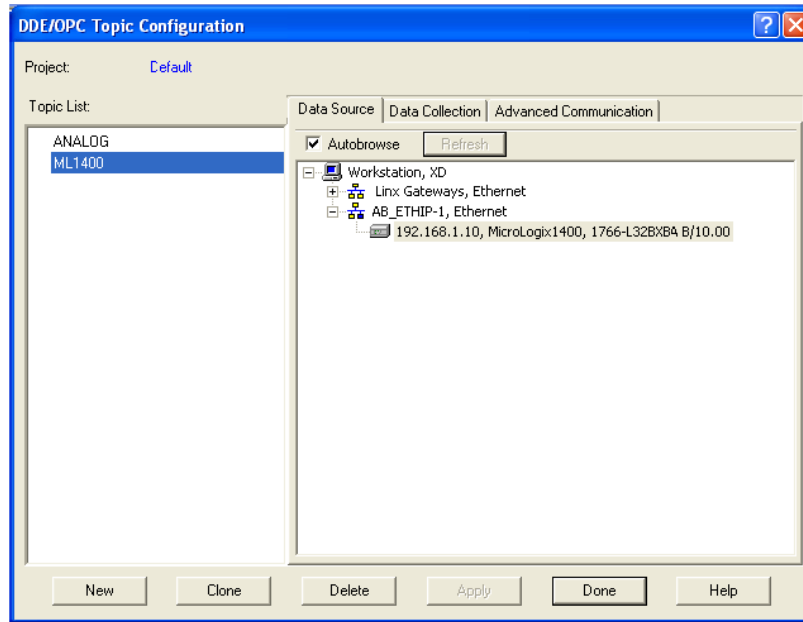 DDE/OPC Topic Configuration
Project: Default
Topic List:
ANALOG
ML1400
Data Source Data Collection Advanced Communication
Autobrowse Refresh
Workstation, XD
Linx Gateways, Ethernet
AB_ETHIP-1, Ethernet
192.168.1.10, MicroLogix1400, 1766-L32BXBA B/10.00
New Clone Delete Apply Done Help